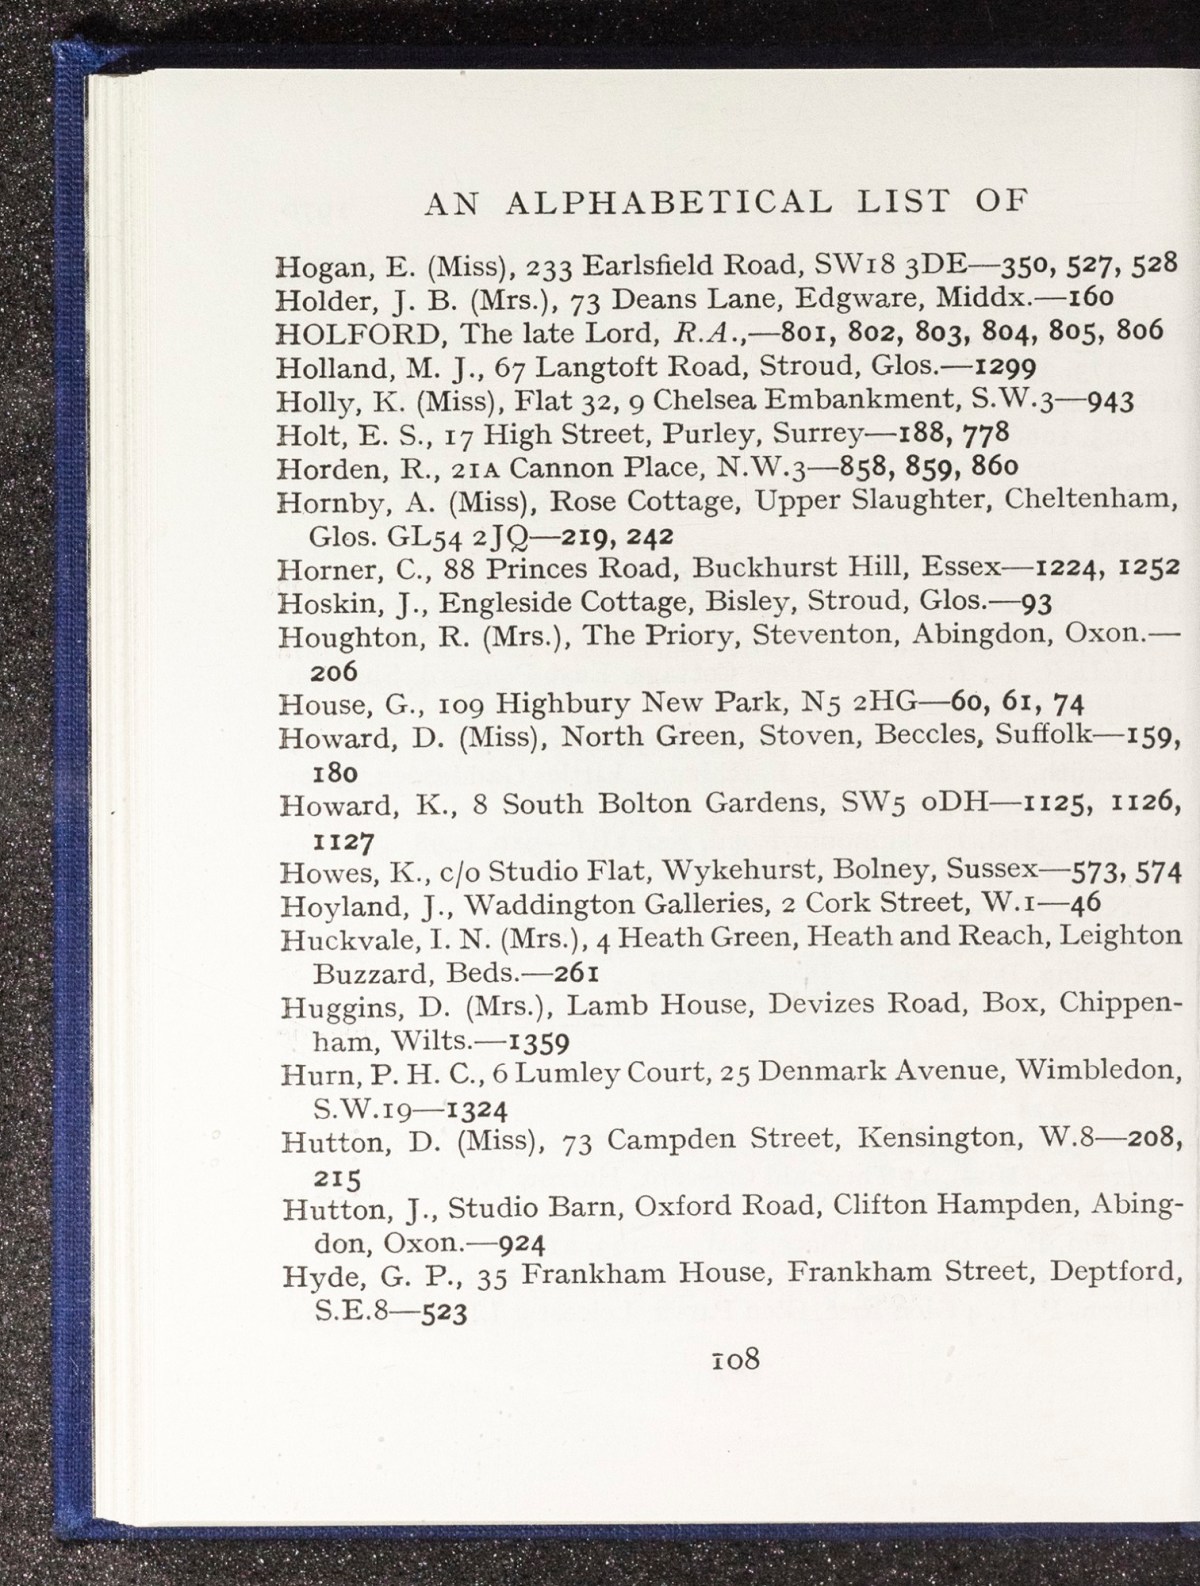 AN ALPHABETICAL LIST OF
Hogan, E. (Miss), 233 Earlsfield Road, SW18 3DE—350, 527, 528
Holder, J. B. (Mrs.), 73 Deans Lane, Edgware, Middx.—160
HOLFORD, The late Lord, R.A.,—801, 802, 803, 804, 805, 806
Holland, M. J., 67 Langtoft Road, Stroud, Glos.—1299
Holly, K. (Miss), Flat 32, 9 Chelsea Embankment, S.W.3—943
Holt, E. S., 17 High Street, Purley, Surrey—188, 778
Horden, R., 21A Cannon Place, N.W.3—858, 859, 860
Hornby, A. (Miss), Rose Cottage, Upper Slaughter, Cheltenham,
Glos. GL54 2JQ—219, 242
Horner, C., 88 Princes Road, Buckhurst Hill, Essex—1224, 1252
Hoskin, J., Engleside Cottage, Bisley, Stroud, Glos.—93
Houghton, R. (Mrs.), The Priory, Steventon, Abingdon, Oxon.—
206
House, G., 109 Highbury New Park, N5 2HG—60, 61, 74
Howard, D. (Miss), North Green, Stoven, Beccles, Suffolk—159,
180
Howard, K., 8 South Bolton Gardens, SW5 0DH—1125, 1126,
1127
Howes, K., c/o Studio Flat, Wykehurst, Bolney, Sussex—573, 574
Hoyland, J., Waddington Galleries, 2 Cork Street, W.1—46
Huckvale, I. N. (Mrs.), 4 Heath Green, Heath and Reach, Leighton
Buzzard, Beds.—261
Huggins, D. (Mrs.), Lamb House, Devizes Road, Box, Chippen-
ham, Wilts.—1359
Hurn, P. H. C., 6 Lumley Court, 25 Denmark Avenue, Wimbledon,
S.W.19—1324
Hutton, D. (Miss), 73 Campden Street, Kensington, W.8—208,
215
Hutton, J., Studio Barn, Oxford Road, Clifton Hampden, Abing-
don, Oxon.—924
Hyde, G. P., 35 Frankham House, Frankham Street, Deptford,
S.E.8—523
108